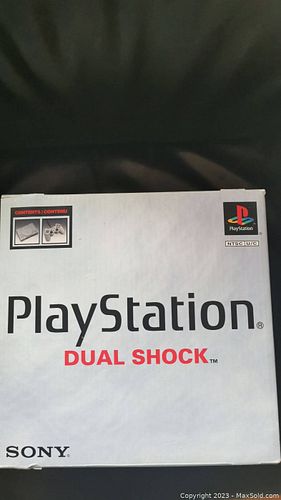 CONTENTS / CONTENU
PlayStation
NTSC U/C
PlayStation®
DUAL SHOCK™
SONY®
Copyright 2023 - MaxSold.com